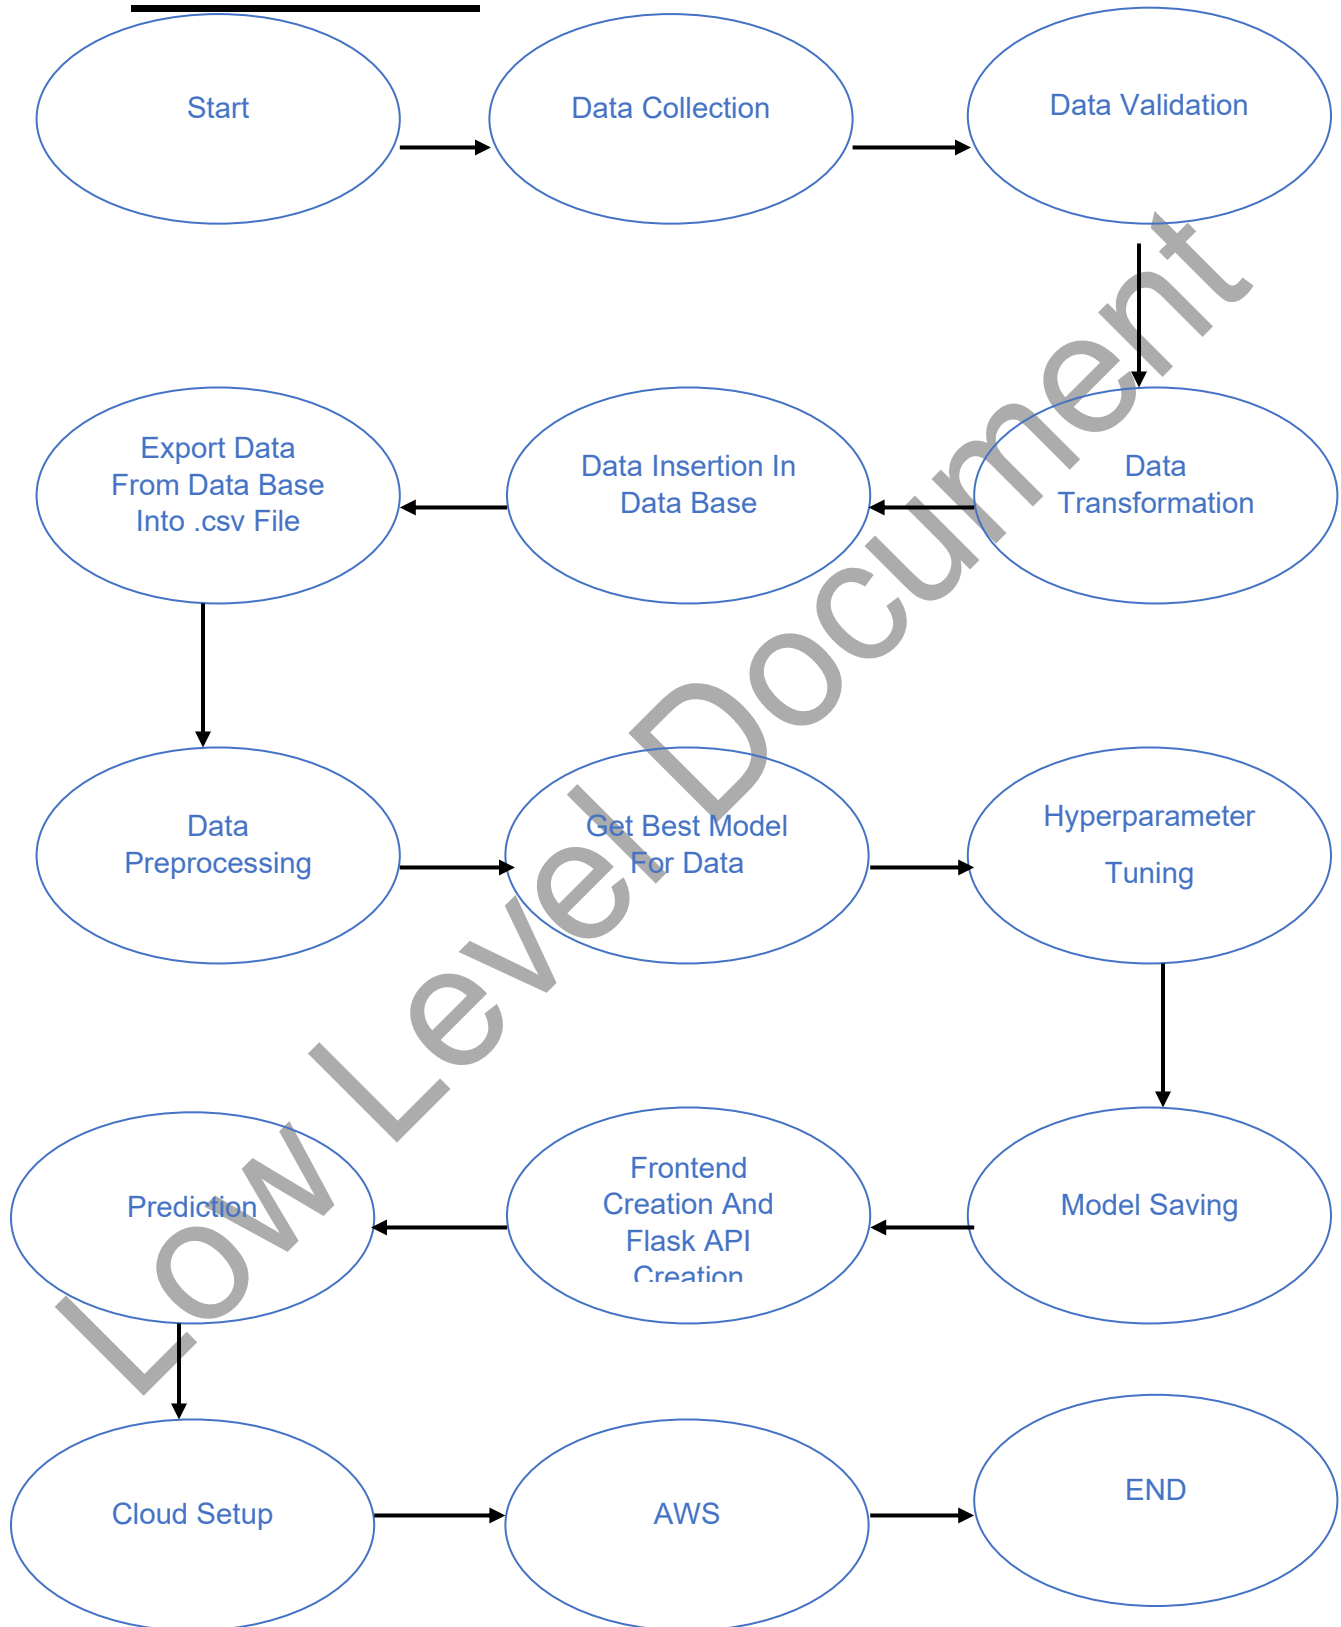 Start
Data Collection
Data Validation
Export Data
From Data Base
Into .csv File
Data Insertion In
Data Base
Data
Transformation
Data
Preprocessing
Get Best Model
For Data
Hyperparameter
Tuning
Prediction
Frontend
Creation And
Flask API
Creation
Model Saving
Cloud Setup
AWS
END
Low Level Document